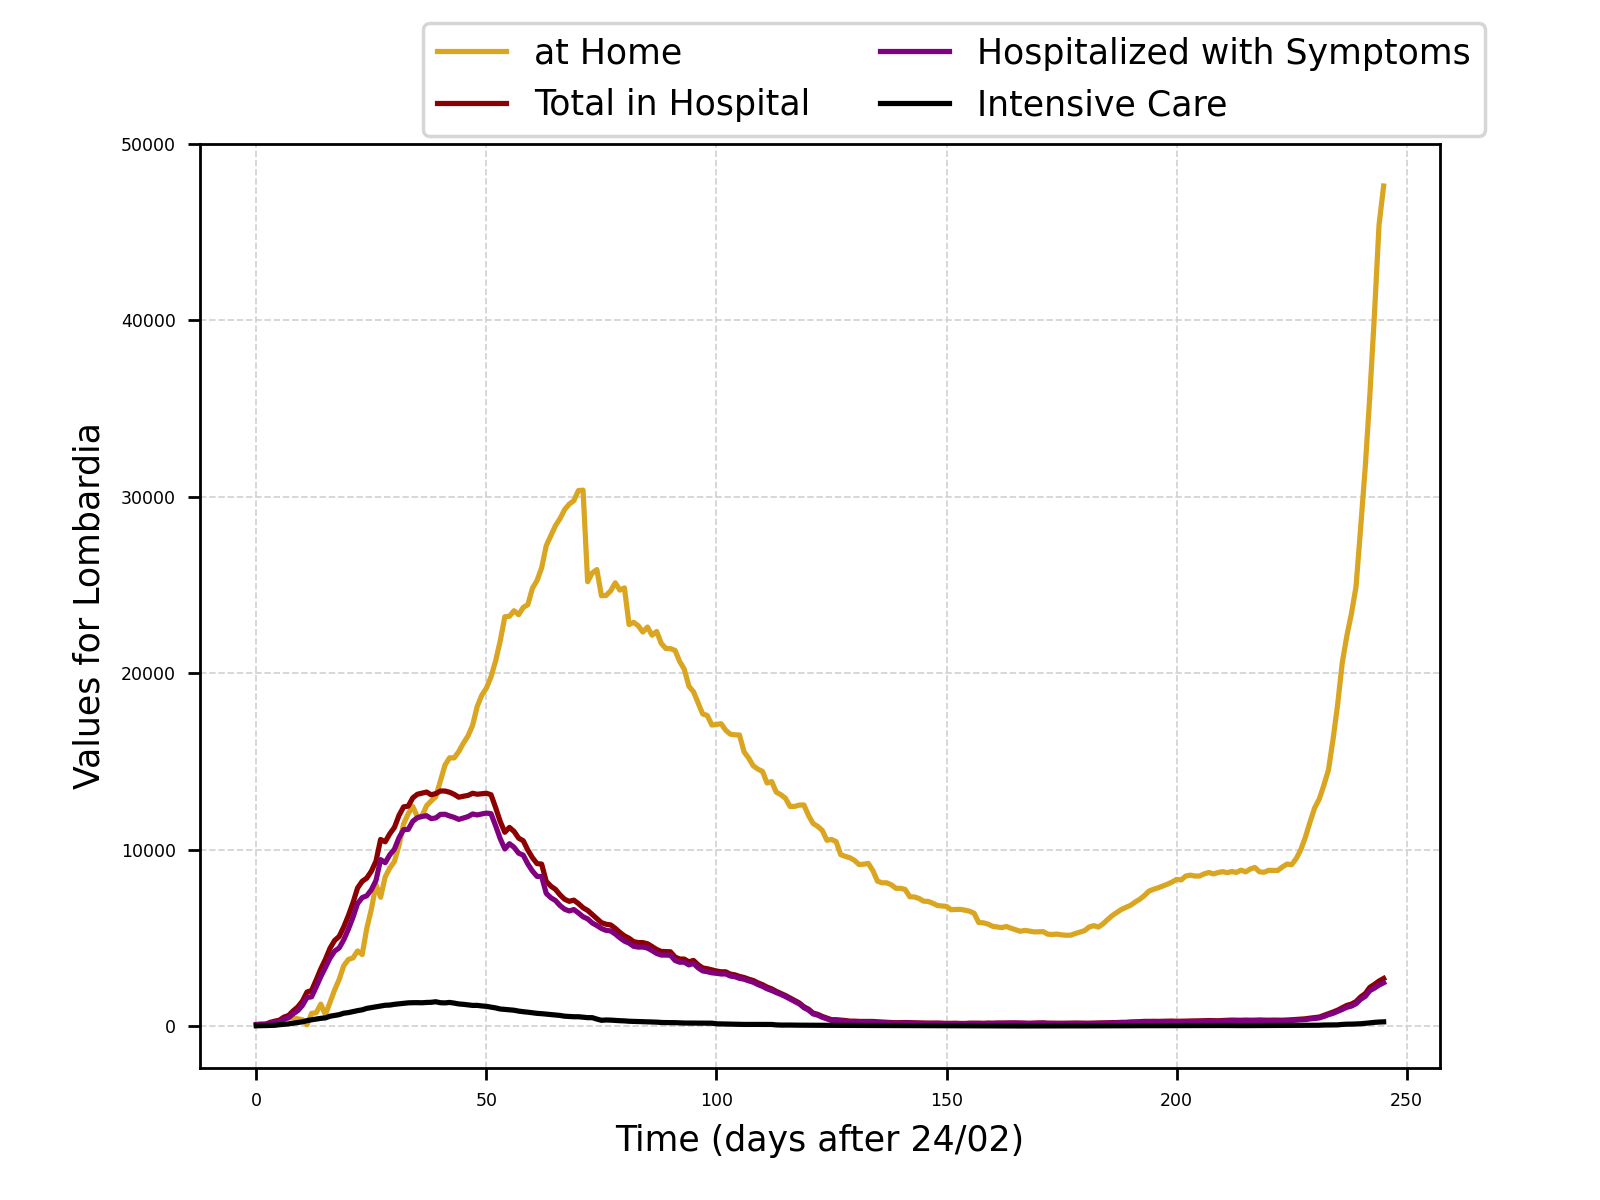 at Home
Total in Hospital
Hospitalized with Symptoms
Intensive Care
50000
40000
30000
20000
10000
0
Values for Lombardia
0 50 100 150 200 250
Time (days after 24/02)